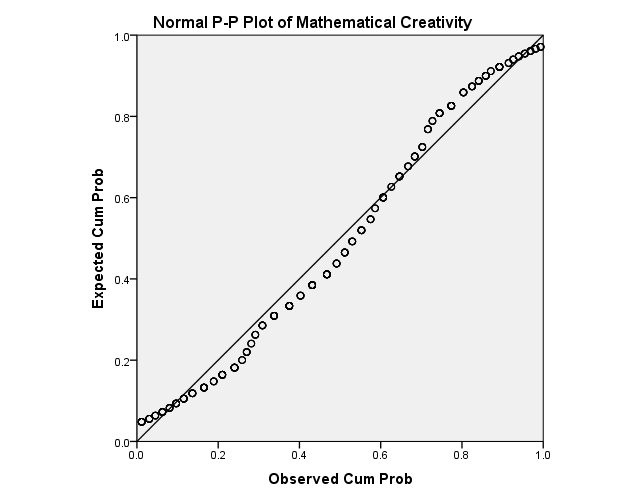 Normal P-P Plot of Mathematical Creativity
1.0
0.8
0.6
0.4
0.2
0.0
Expected Cum Prob
0.0 0.2 0.4 0.6 0.8 1.0
Observed Cum Prob